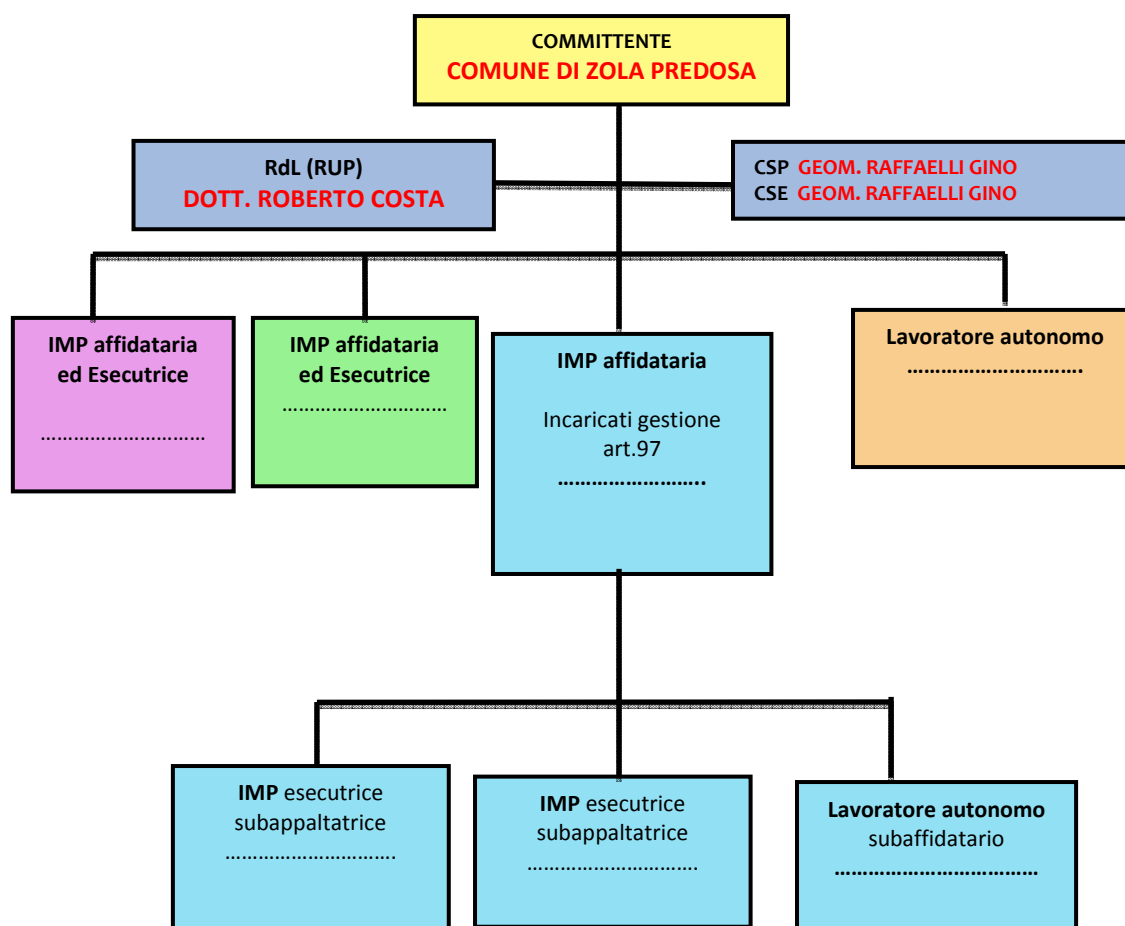 COMMITTENTE
COMUNE DI ZOLA PREDOSA
RdL (RUP)
DOTT. ROBERTO COSTA
CSP GEOM. RAFFAELLI GINO
CSE GEOM. RAFFAELLI GINO
IMP affidataria
ed Esecutrice
…………………………
IMP affidataria
ed Esecutrice
…………………………
IMP affidataria
Incaricati gestione
art.97
……………………..
Lavoratore autonomo
………………………….
IMP esecutrice
subappaltatrice
………………………….
IMP esecutrice
subappaltatrice
………………………….
Lavoratore autonomo
subaffidatario
………………………………